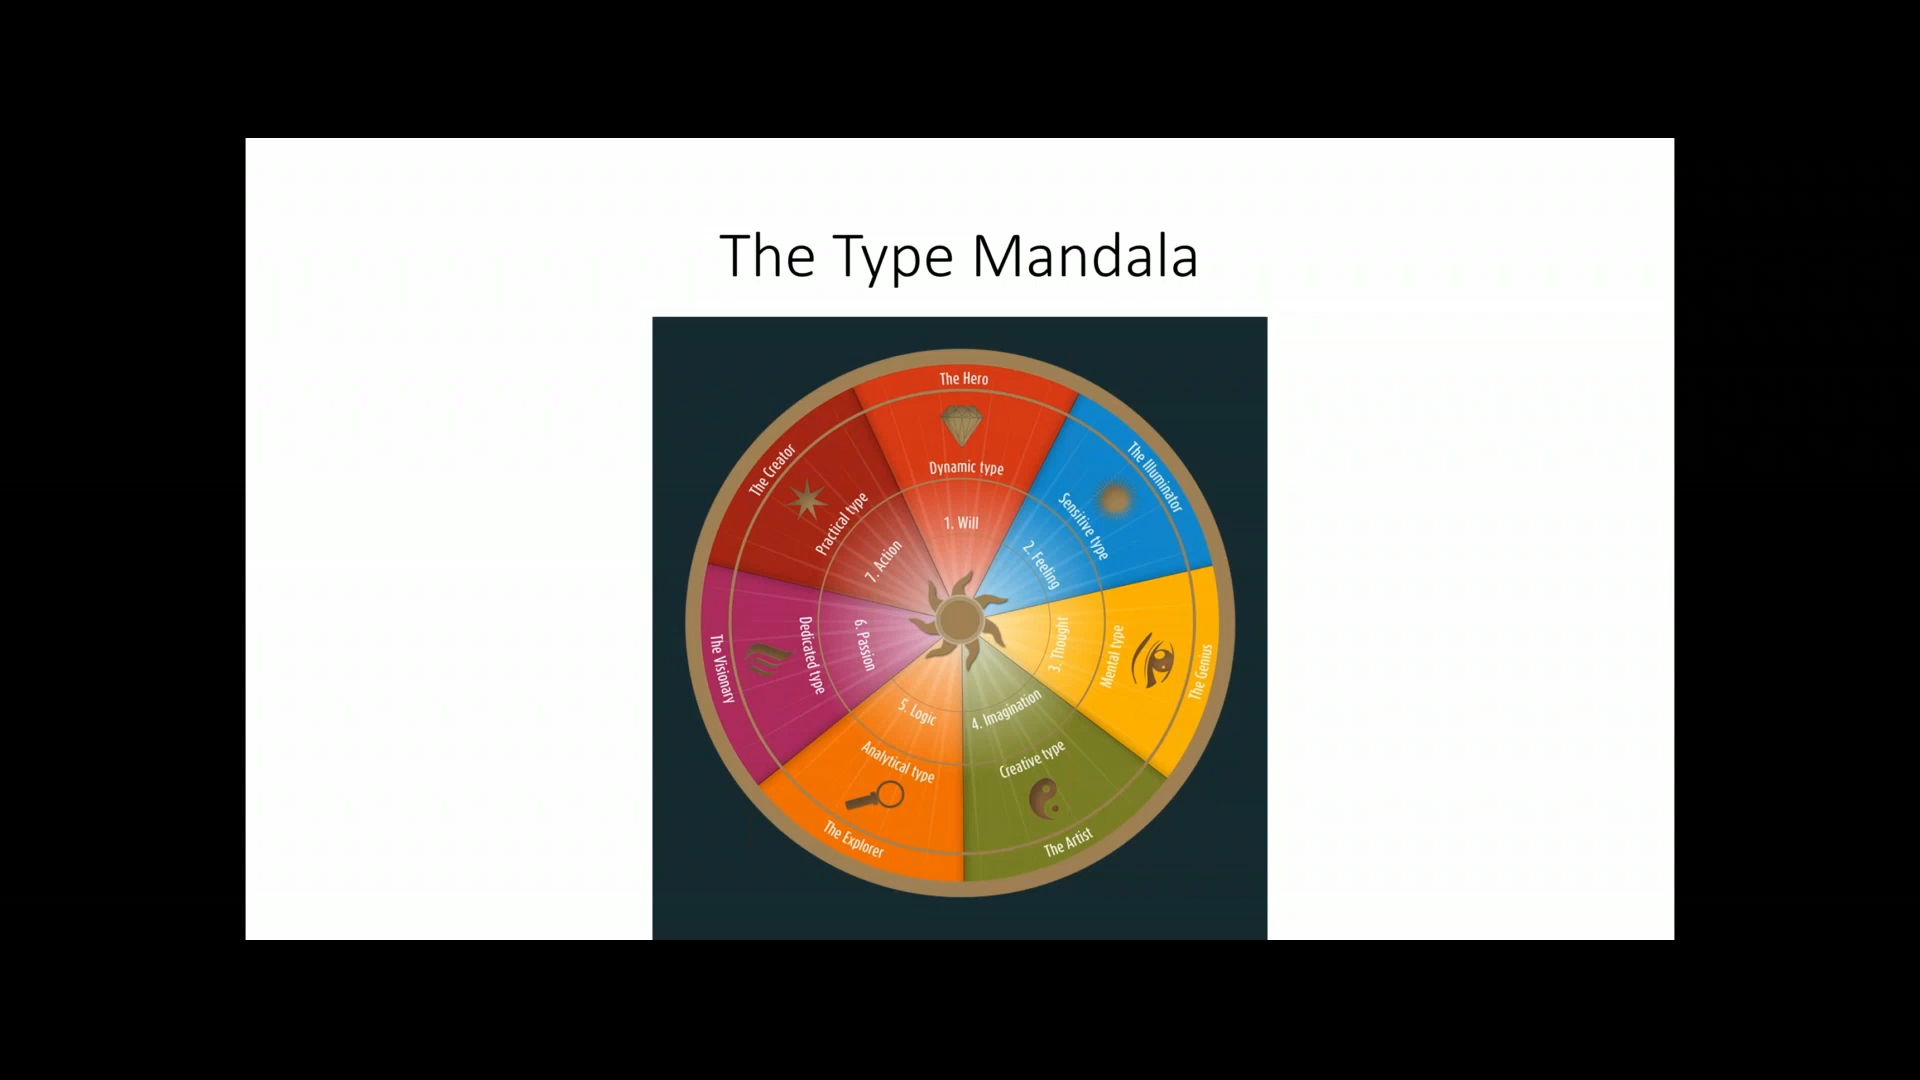 The Type Mandala
The Hero
Dynamic type
1. Will
The Illuminator
Sensitive type
2. Feeling
The Genius
Mental type
3. Thought
The Artist
Creative type
4. Imagination
The Explorer
Analytical type
5. Logic
The Visionary
Dedicated type
6. Passion
The Creator
Practical type
7. Action